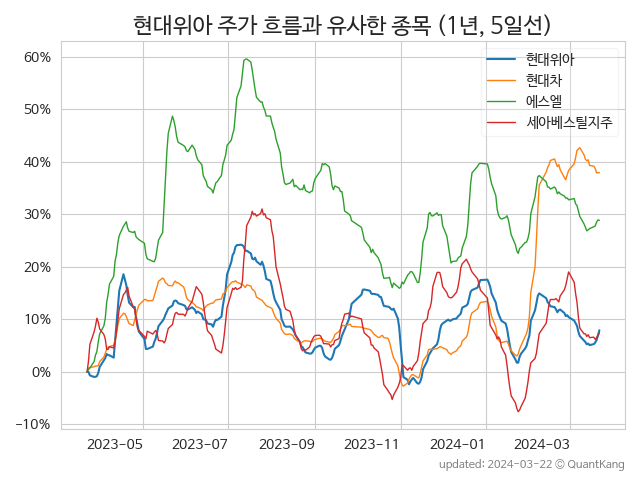 현대위아 주가 흐름과 유사한 종목 (1년, 5일선)
현대위아
현대차
에스엘
세아베스틸지주
60%
50%
40%
30%
20%
10%
0%
−10%
2023-05 2023-07 2023-09 2023-11 2024-01 2024-03
updated: 2024-03-22 © QuantKang